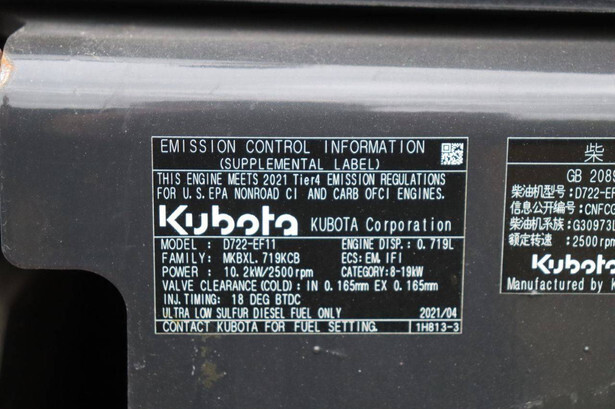 EMISSION CONTROL INFORMATION
(SUPPLEMENTAL LABEL)
THIS ENGINE MEETS 2021 Tier4 EMISSION REGULATIONS
FOR U.S.EPA NONROAD CI AND CARB OFCI ENGINES.
Kubota KUBOTA Corporation
MODEL : D722-EF11 ENGINE DISP.: 0.719L
FAMILY: MKBXL.719KCB ECS: EM, IFI
POWER : 10.2kW/2500rpm CATEGORY: 8-19kW
VALVE CLEARANCE (COLD): IN 0.165mm EX 0.165mm
INJ. TIMING: 18 DEG BTDC
ULTRA LOW SULFUR DIESEL FUEL ONLY 2021/04
CONTACT KUBOTA FOR FUEL SETTING. 1H813-3
柴
GB 2089
柴油机型号: D722-EF
信息公开编号: CNFCG
柴油机系族: G30973D
额定转速 : 2500rpm
Kubota
Manufactured by K